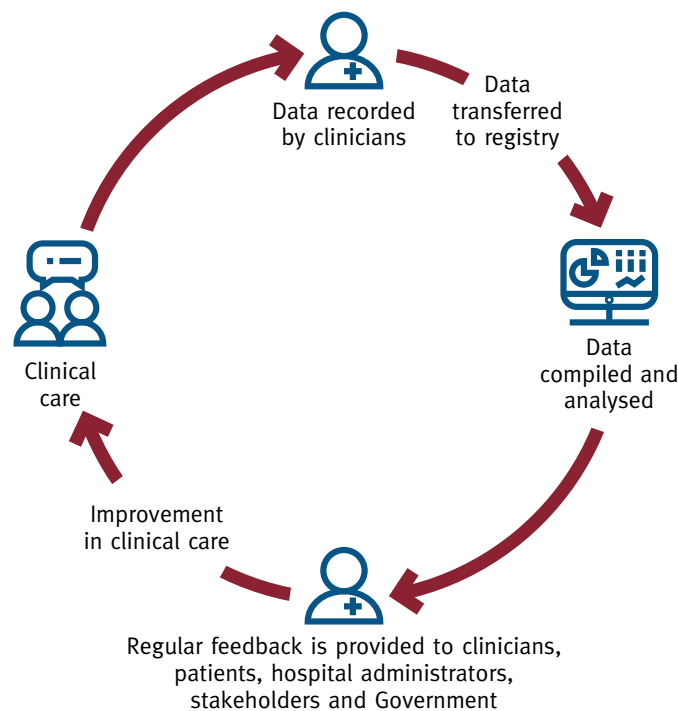 Data recorded
by clinicians
Data
transferred
to registry
Data
compiled and
analysed
Regular feedback is provided to clinicians,
patients, hospital administrators,
stakeholders and Government
Improvement
in clinical care
Clinical
care